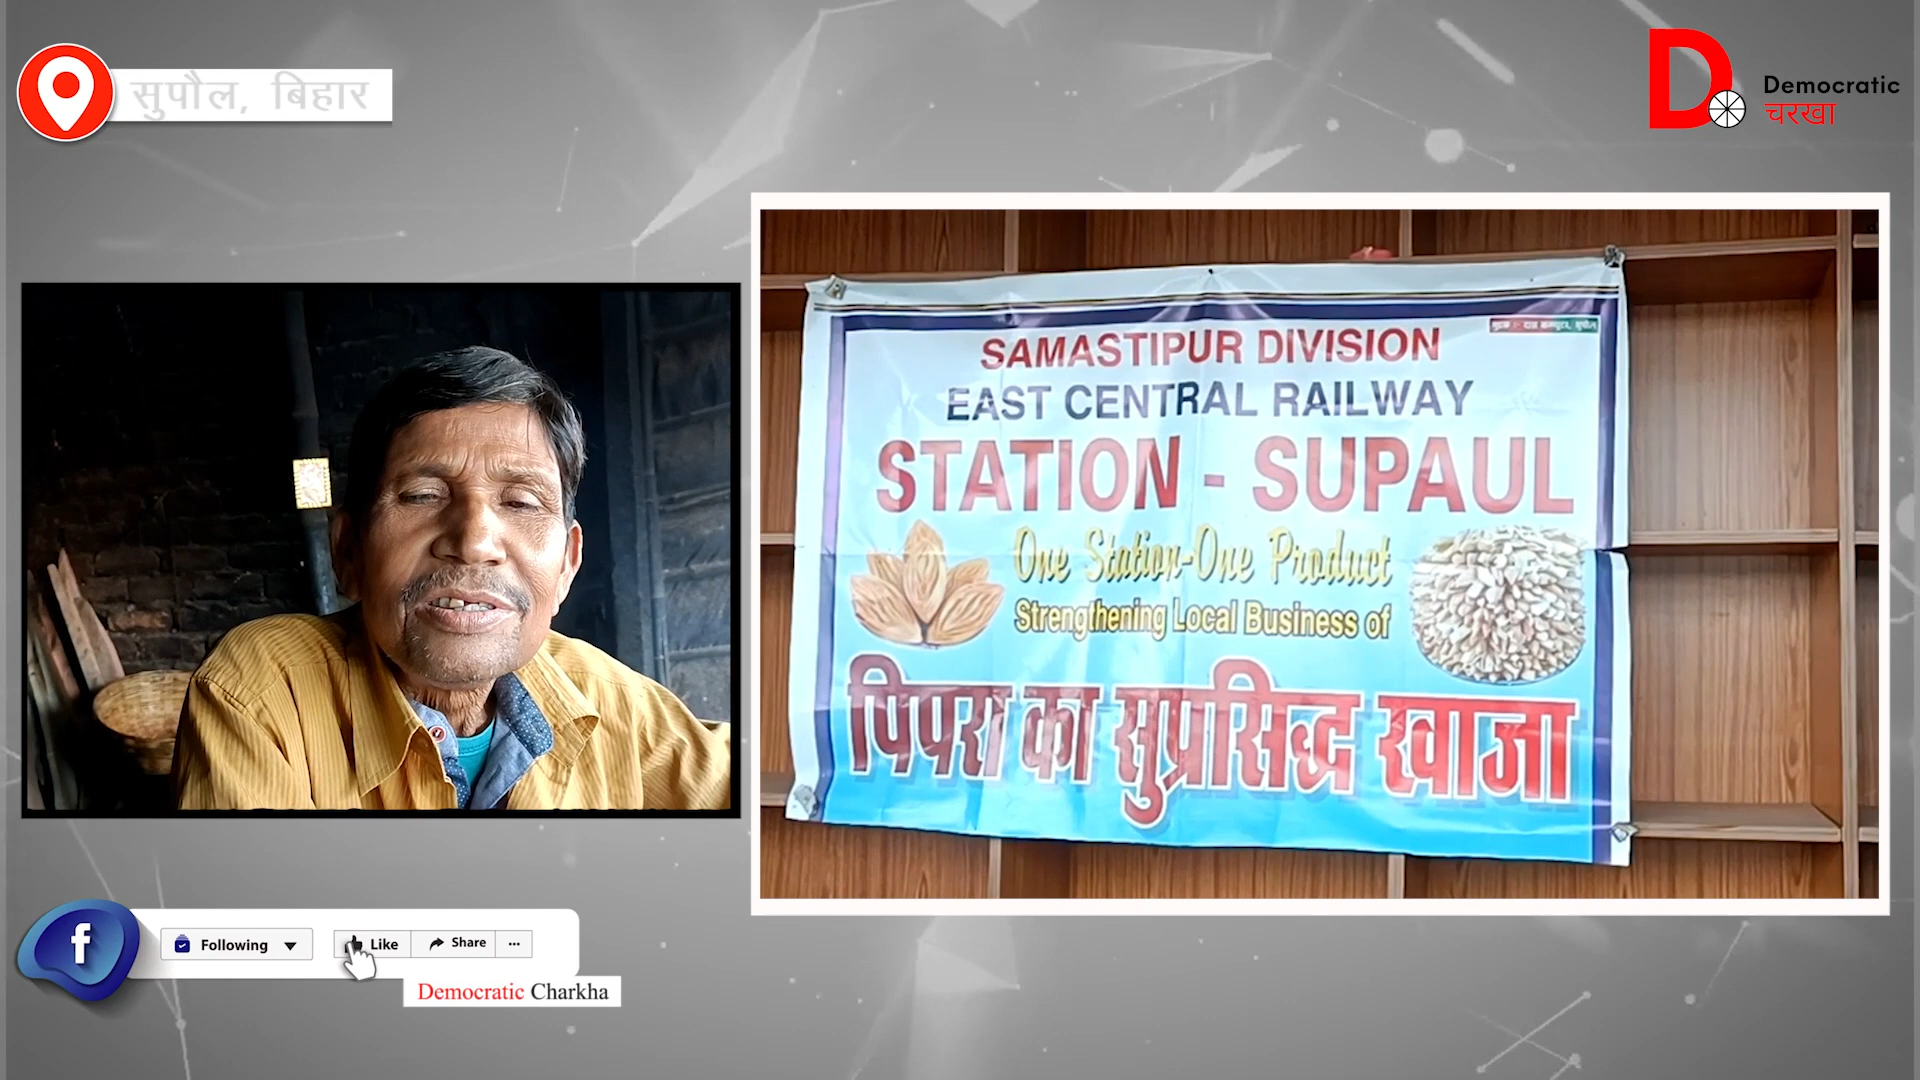 सुपौल, बिहार
Democratic
चरखा
SAMASTIPUR DIVISION
EAST CENTRAL RAILWAY
STATION - SUPAUL
One Station-One Product
Strengthening Local Business of
पिपरा का सुप्रसिद्ध खाजा
Following
Like
Share
Democratic Charkha